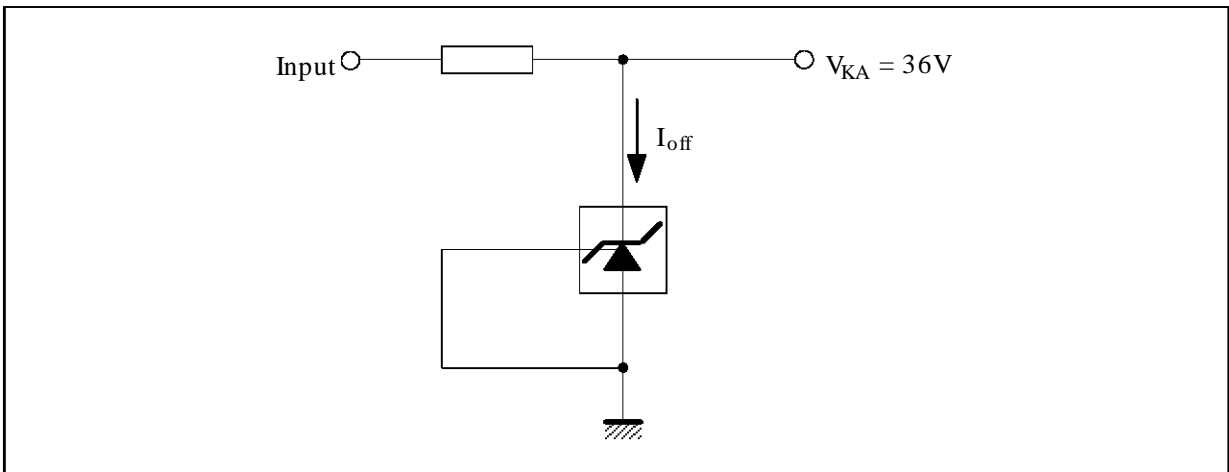 Input
V_KA = 36V
I_off